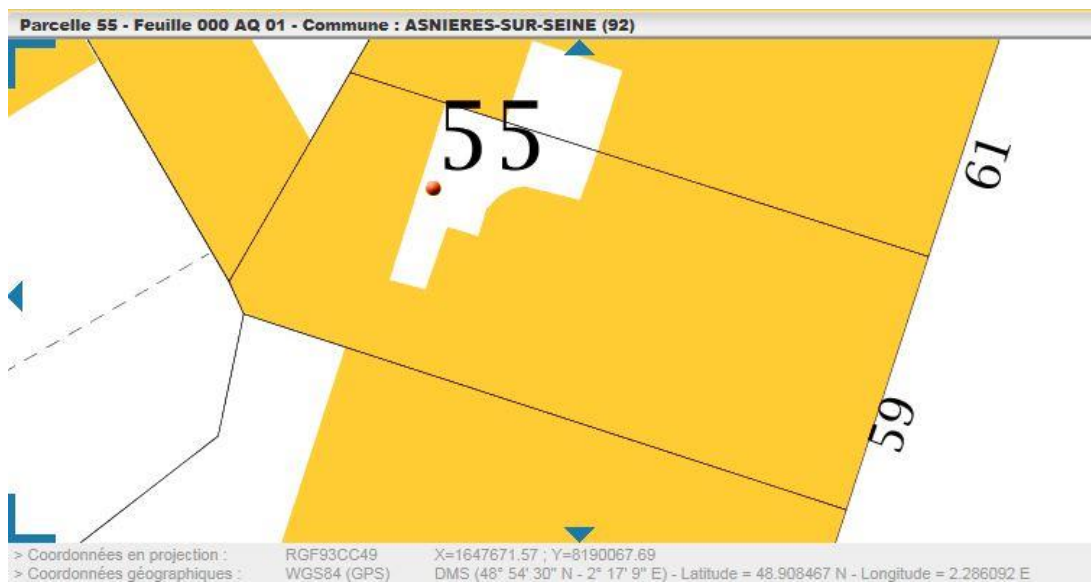 Parcelle 55 - Feuille 000 AQ 01 - Commune : ASNIERES-SUR-SEINE (92)
55
61
59
> Coordonnées en projection : RGF93CC49 X=1647671.57 ; Y=8190067.69
> Coordonnées géographiques : WGS84 (GPS) DMS (48° 54' 30" N - 2° 17' 9" E) - Latitude = 48.908467 N - Longitude = 2.286092 E